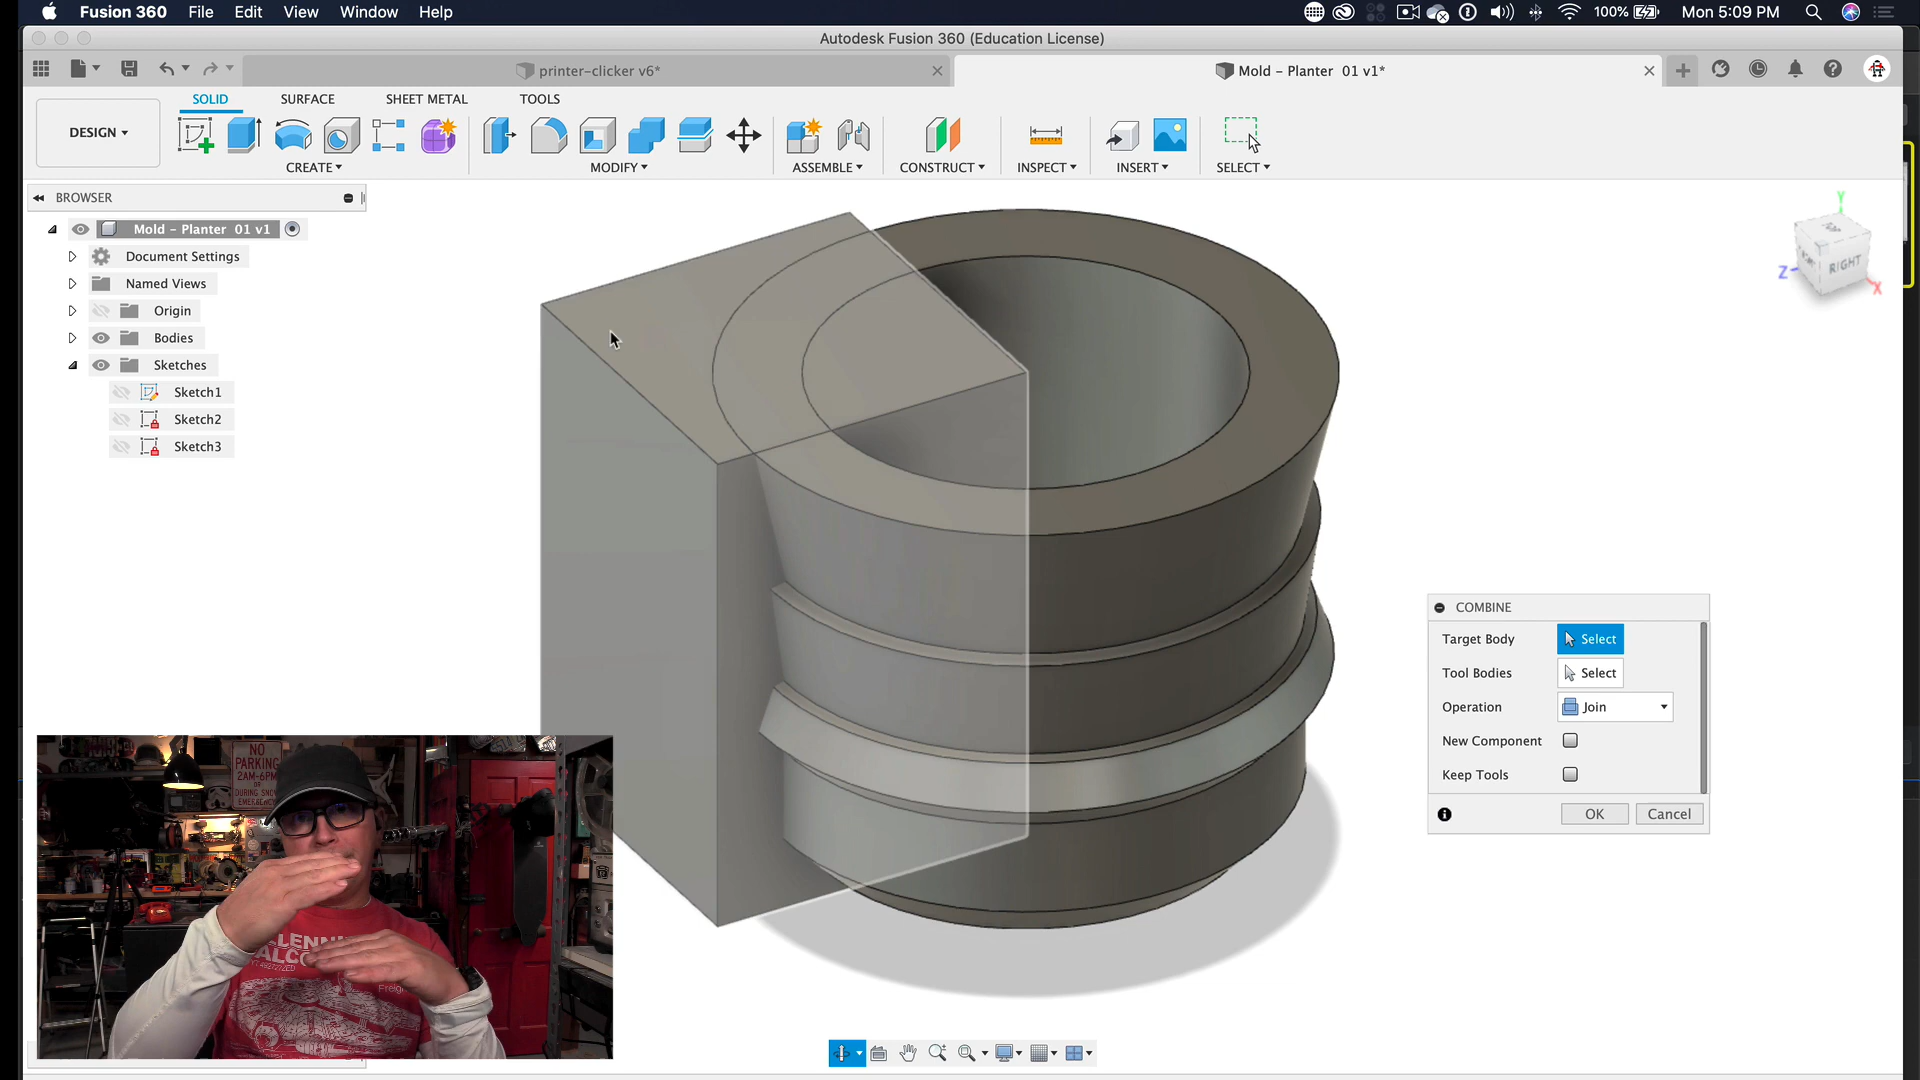 Fusion 360 File Edit View Window Help
100% Mon 5:09 PM
Autodesk Fusion 360 (Education License)
printer-clicker v6*
Mold - Planter 01 v1*
SOLID SURFACE SHEET METAL TOOLS
DESIGN
CREATE MODIFY ASSEMBLE CONSTRUCT INSPECT INSERT SELECT
BROWSER
Mold - Planter 01 v1
Document Settings
Named Views
Origin
Bodies
Sketches
Sketch1
Sketch2
Sketch3
Y
Z
RIGHT
X
COMBINE
Target Body Select
Tool Bodies Select
Operation Join
New Component
Keep Tools
OK Cancel
NO
PARKING
2AM-6PM